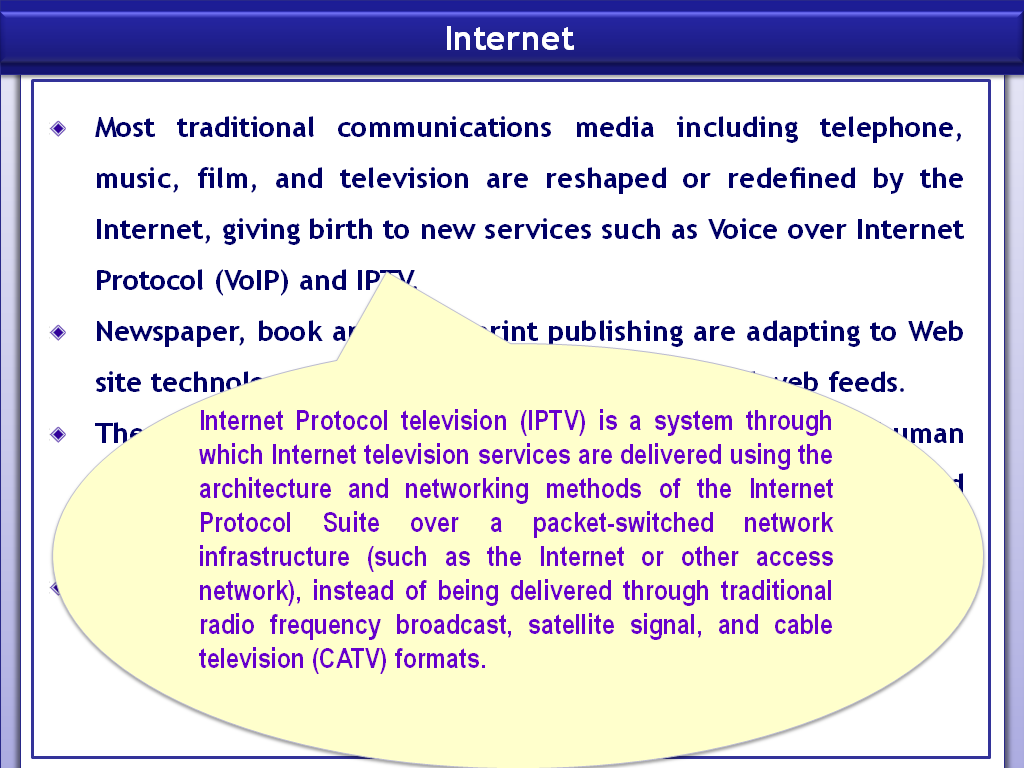 Internet
Most traditional communications media including telephone,
music, film, and television are reshaped or redefined by the
Internet, giving birth to new services such as Voice over Internet
Protocol (VoIP) and IPTV.
Newspaper, book print publishing are adapting to Web
site web feeds.
Internet Protocol television (IPTV) is a system through
which Internet television services are delivered using the
architecture and networking methods of the Internet
Protocol Suite over a packet-switched network
infrastructure (such as the Internet or other access
network), instead of being delivered through traditional
radio frequency broadcast, satellite signal, and cable
television (CATV) formats.